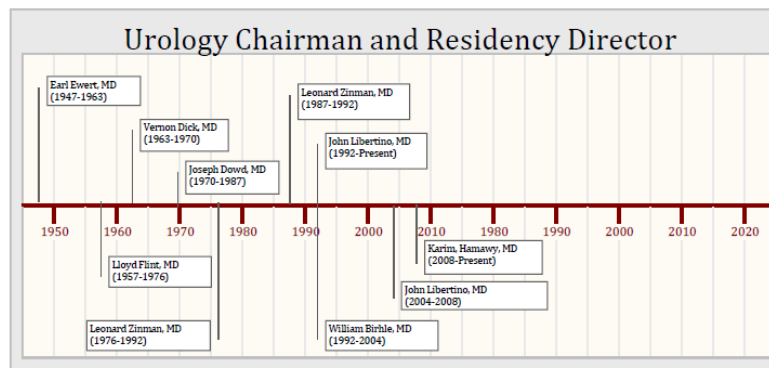 Urology Chairman and Residency Director
Earl Ewert, MD
(1947-1963)
Leonard Zinman, MD
(1987-1992)
Vernon Dick, MD
(1963-1970)
John Libertino, MD
(1992-Present)
Joseph Dowd, MD
(1970-1987)
1950 1960 1970 1980 1990 2000 2010 1980 1990 2000 2010 2020
Lloyd Flint, MD
(1957-1976)
Karim, Hamawy, MD
(2008-Present)
John Libertino, MD
(2004-2008)
Leonard Zinman, MD
(1976-1992)
William Birhle, MD
(1992-2004)